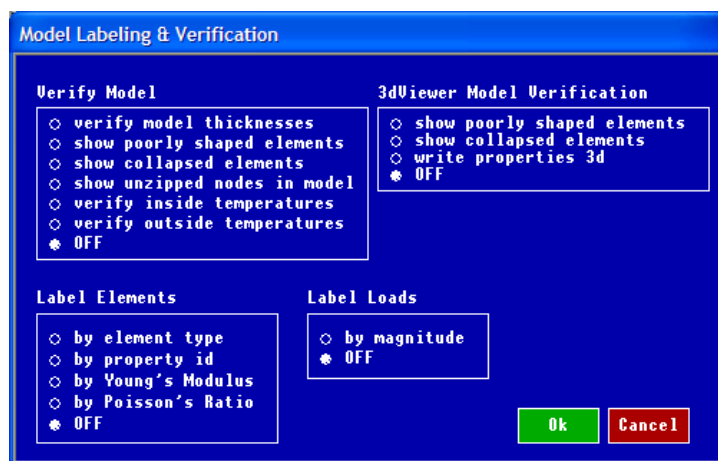 Model Labeling & Verification
Verify Model
verify model thicknesses
show poorly shaped elements
show collapsed elements
show unzipped nodes in model
verify inside temperatures
verify outside temperatures
OFF
3dViewer Model Verification
show poorly shaped elements
show collapsed elements
write properties 3d
OFF
Label Elements
by element type
by property id
by Young's Modulus
by Poisson's Ratio
OFF
Label Loads
by magnitude
OFF
Ok
Cancel